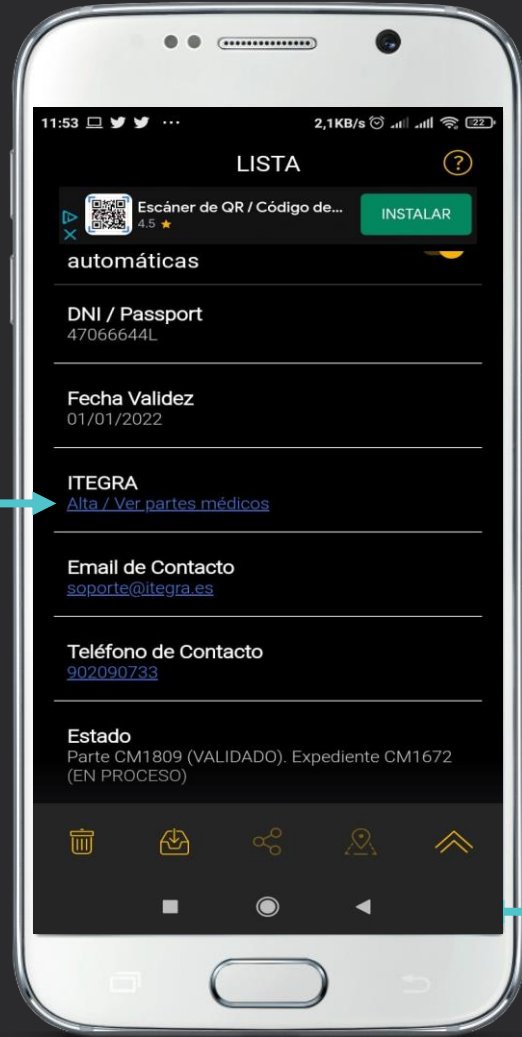 11:53 ... 2,1KB/s 22
LISTA ?
Escáner de QR / Código de...
4.5 ★
INSTALAR
automáticas
DNI / Passport
47066644L
Fecha Validez
01/01/2022
ITEGRA
Alta / Ver partes médicos
Email de Contacto
soporte@itegra.es
Teléfono de Contacto
902090733
Estado
Parte CM1809 (VALIDADO). Expediente CM1672
(EN PROCESO)